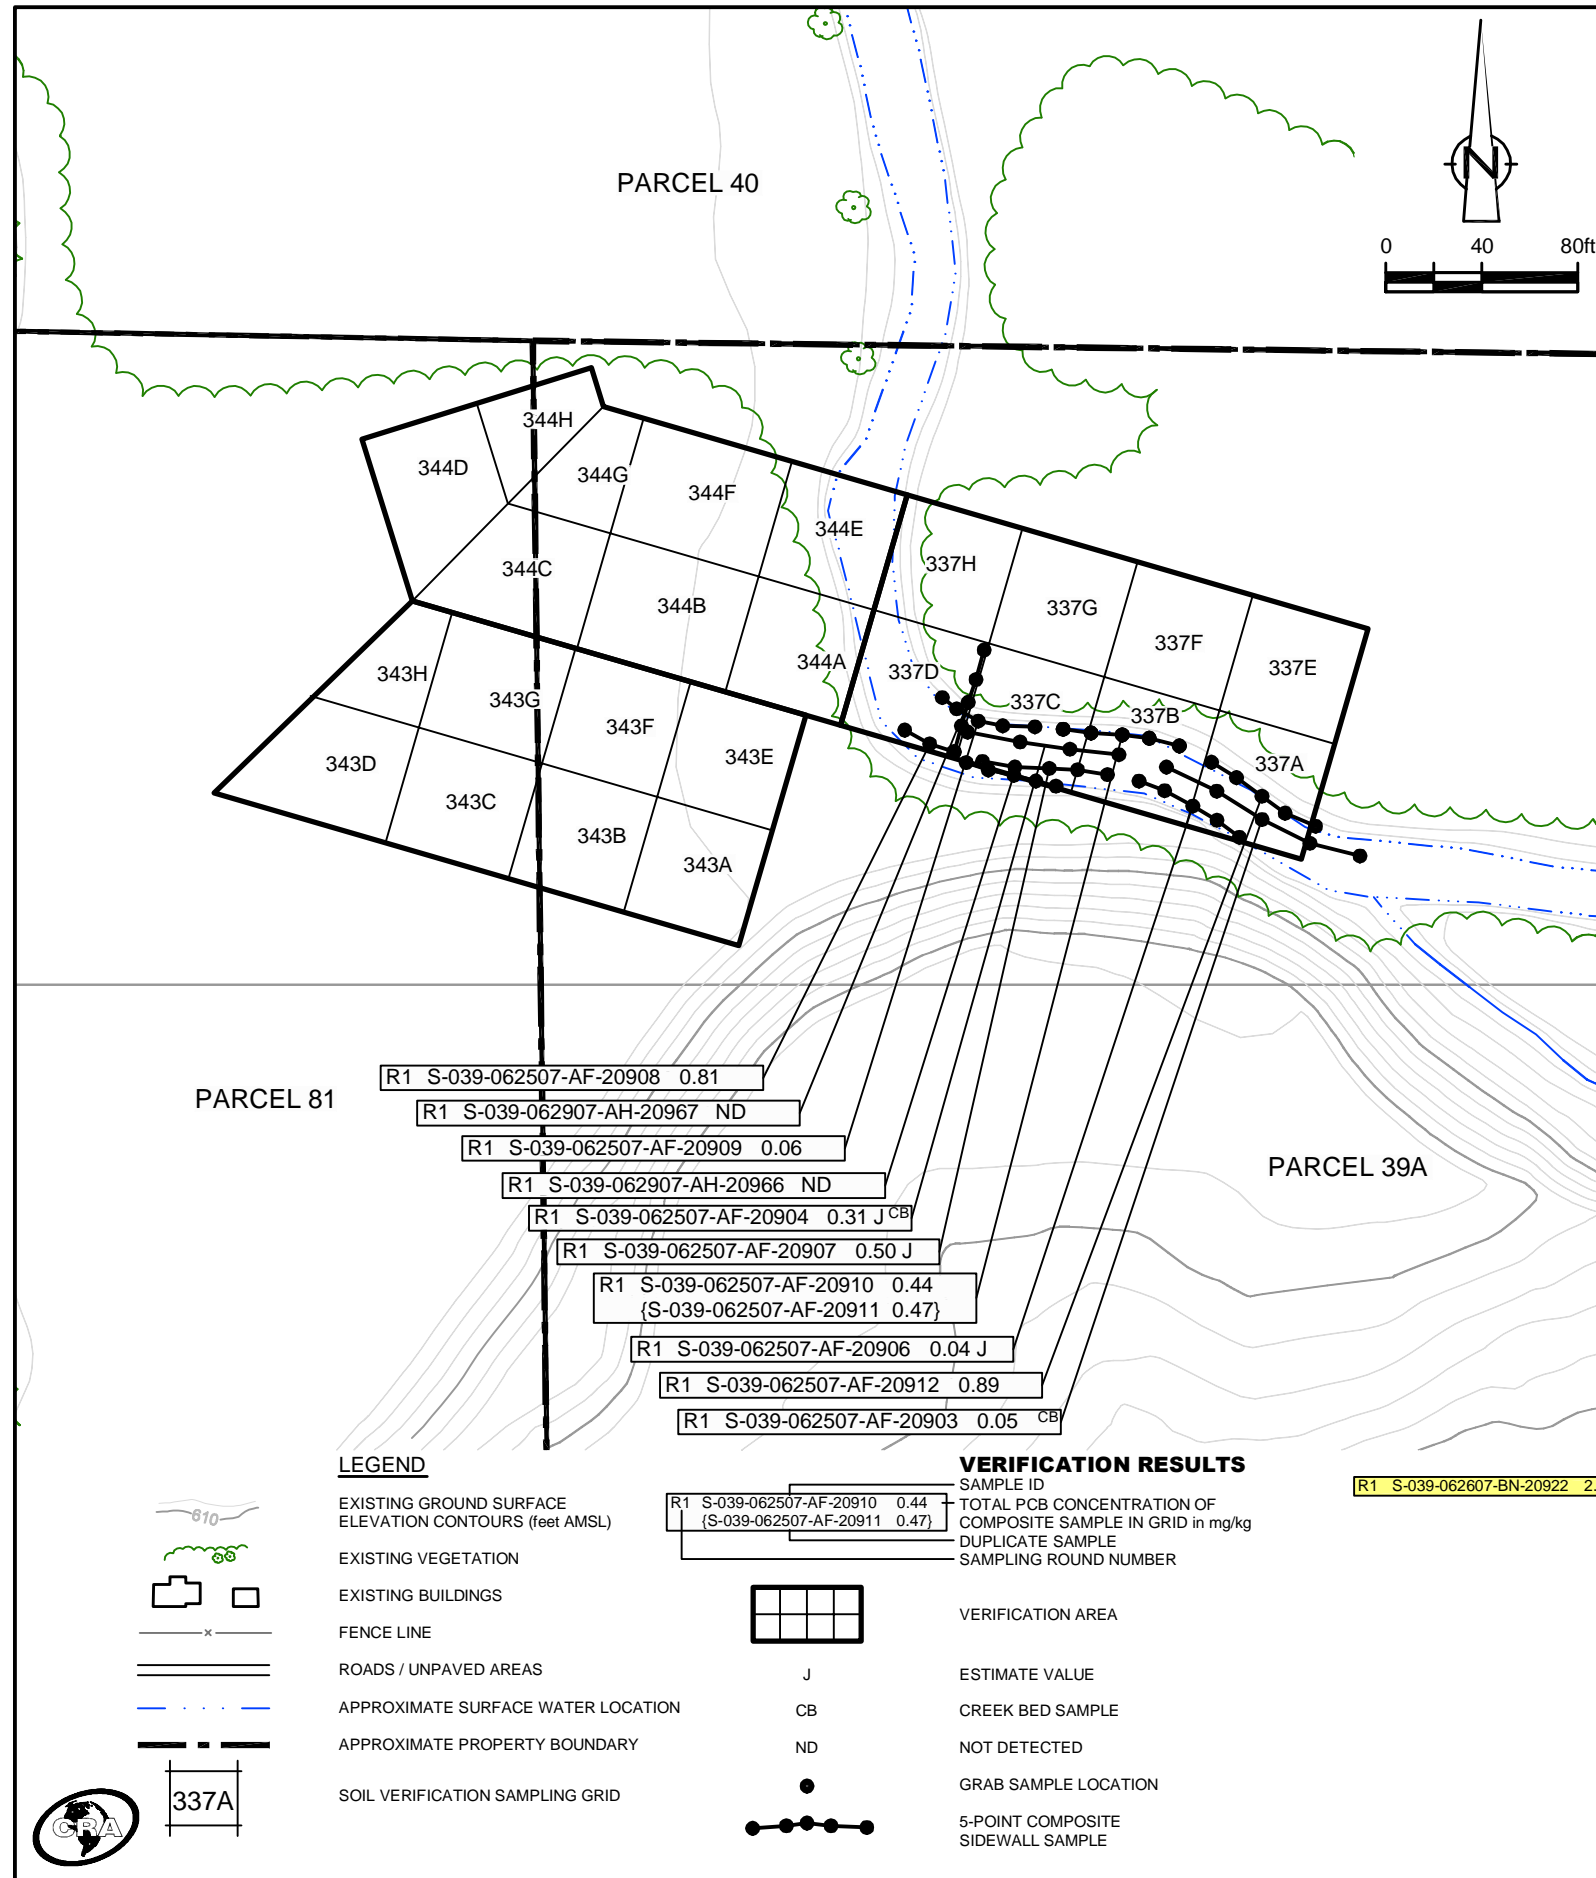 PARCEL 40
N
0 40 80ft
344H
344D
344G
344F
344E
344C
344B
344A
337H
337G
337F
337E
337D
337C
337B
337A
343H
343G
343F
343E
343D
343C
343B
343A
R1 S-039-062507-AF-20908 0.81
PARCEL 81
R1 S-039-062907-AH-20967 ND
R1 S-039-062507-AF-20909 0.06
PARCEL 39A
R1 S-039-062907-AH-20966 ND
R1 S-039-062507-AF-20904 0.31 J CB
R1 S-039-062507-AF-20907 0.50 J
R1 S-039-062507-AF-20910 0.44
{S-039-062507-AF-20911 0.47}
R1 S-039-062507-AF-20906 0.04 J
R1 S-039-062507-AF-20912 0.89
R1 S-039-062507-AF-20903 0.05 CB
LEGEND
610
EXISTING GROUND SURFACE
ELEVATION CONTOURS (feet AMSL)
EXISTING VEGETATION
EXISTING BUILDINGS
x
FENCE LINE
ROADS / UNPAVED AREAS
APPROXIMATE SURFACE WATER LOCATION
APPROXIMATE PROPERTY BOUNDARY
337A
SOIL VERIFICATION SAMPLING GRID
CRA
VERIFICATION RESULTS
R1 S-039-062507-AF-20910 0.44
{S-039-062507-AF-20911 0.47}
SAMPLE ID
TOTAL PCB CONCENTRATION OF
COMPOSITE SAMPLE IN GRID in mg/kg
DUPLICATE SAMPLE
SAMPLING ROUND NUMBER
VERIFICATION AREA
J
ESTIMATE VALUE
CB
CREEK BED SAMPLE
ND
NOT DETECTED
GRAB SAMPLE LOCATION
5-POINT COMPOSITE
SIDEWALL SAMPLE
R1 S-039-062607-BN-20922 2.